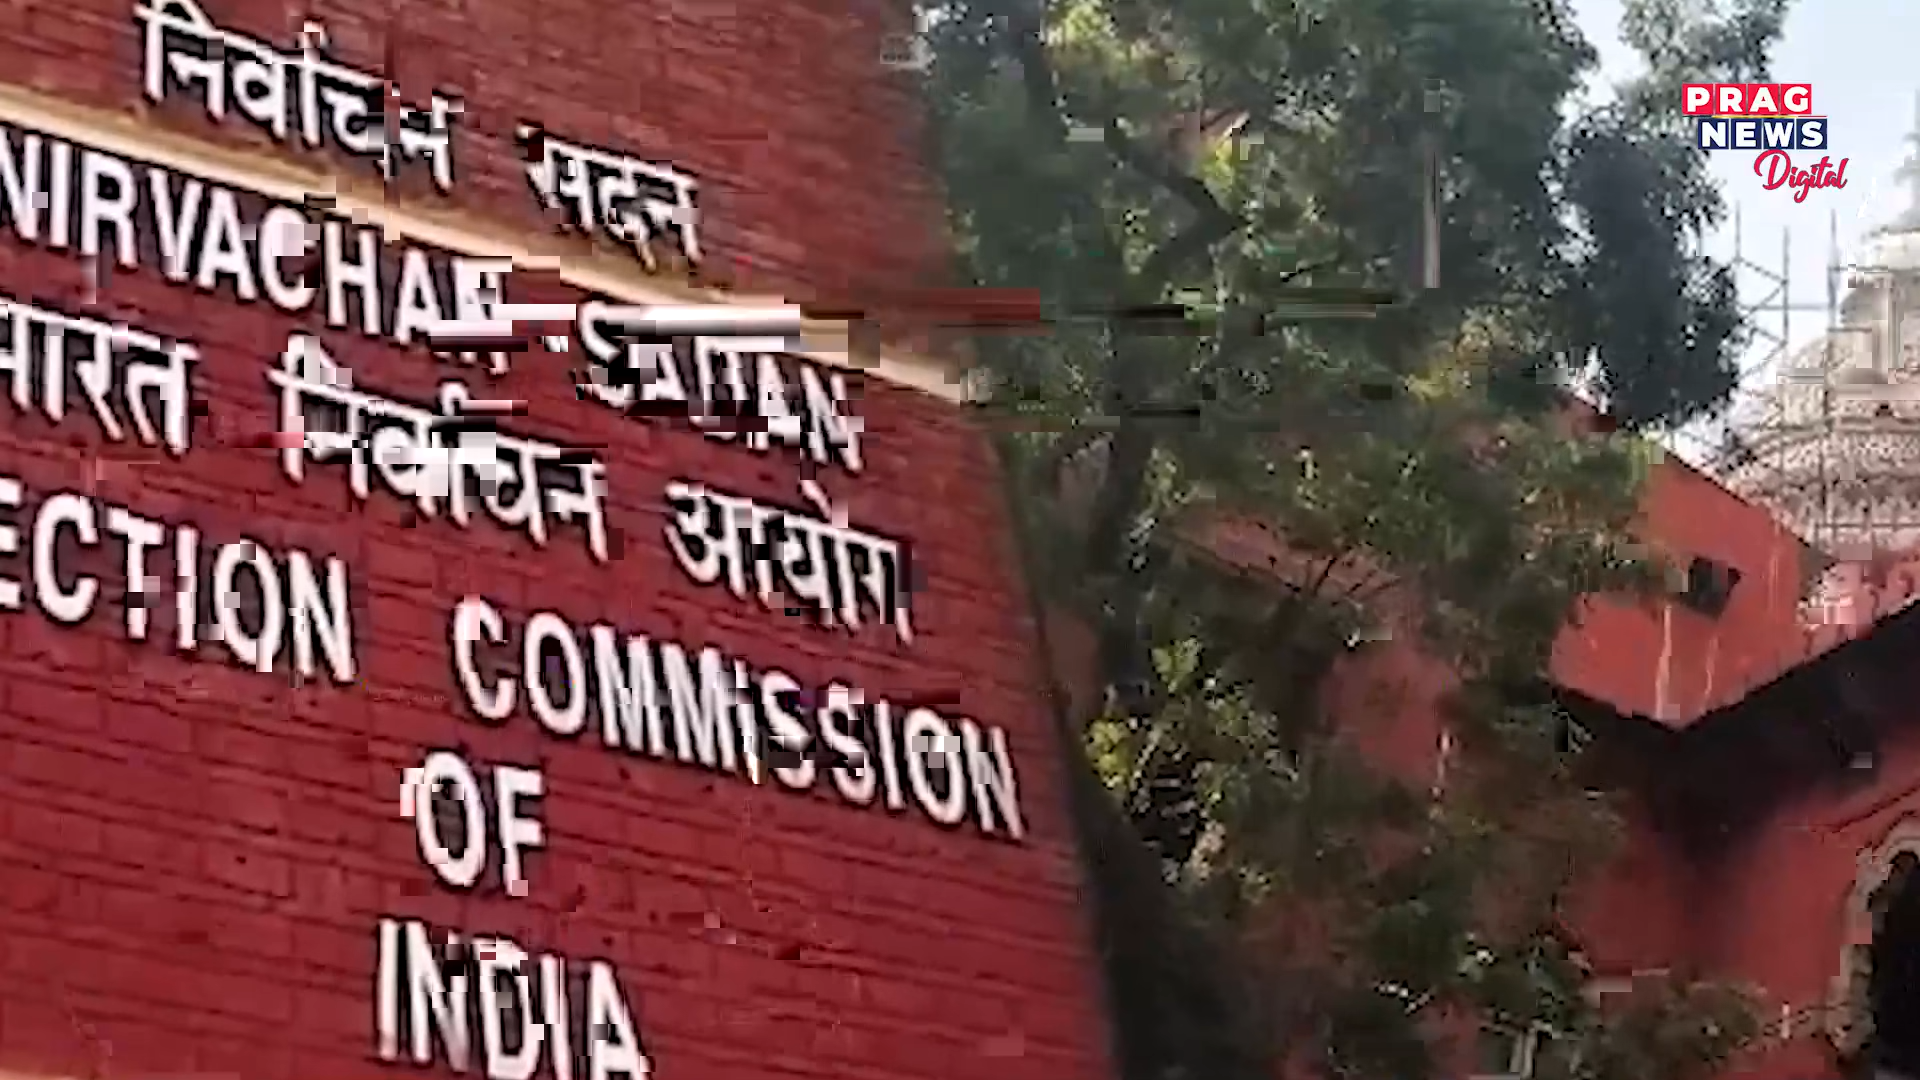 निर्वाचन सदन
NIRVACHAN SADAN
भारत निर्वाचन आयोग
ECTION COMMISSION
OF
INDIA
PRAG
NEWS
Digital